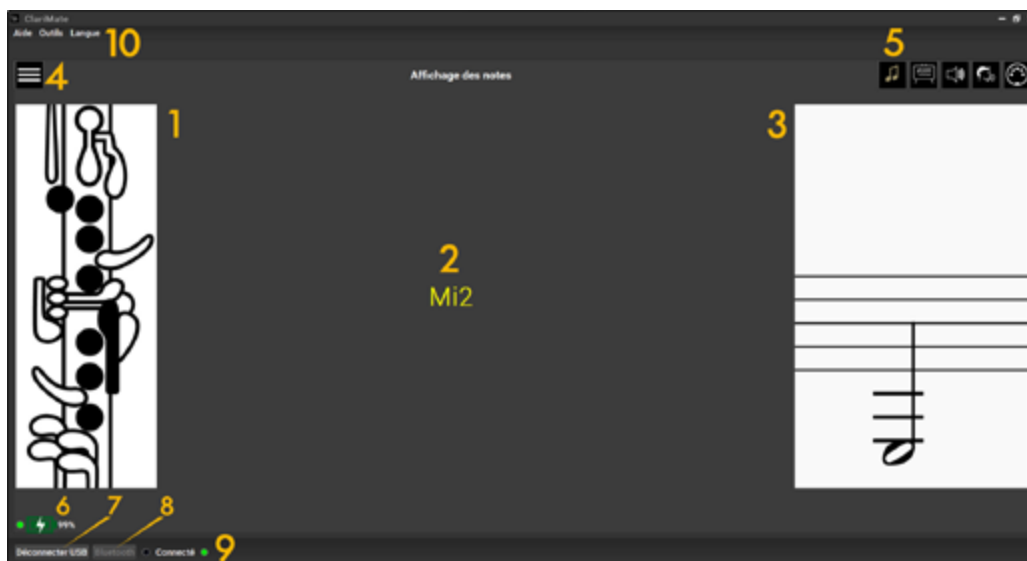 ClariMate
Aide Outils Langue
10
5
4
Affichage des notes
1
3
2
Mi2
6
7
8
99%
Déconnecter USB Bluetooth Connecté
9